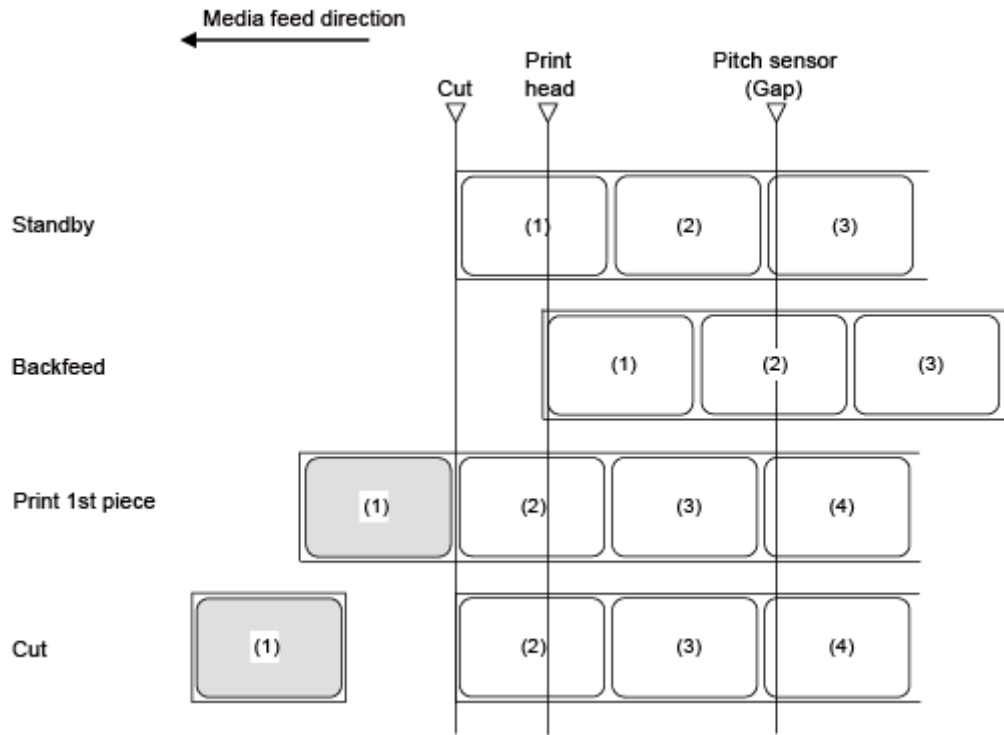 Media feed direction
Cut
Print
head
Pitch sensor
(Gap)
Standby
(1)
(2)
(3)
Backfeed
(1)
(2)
(3)
Print 1st piece
(1)
(2)
(3)
(4)
Cut
(1)
(2)
(3)
(4)